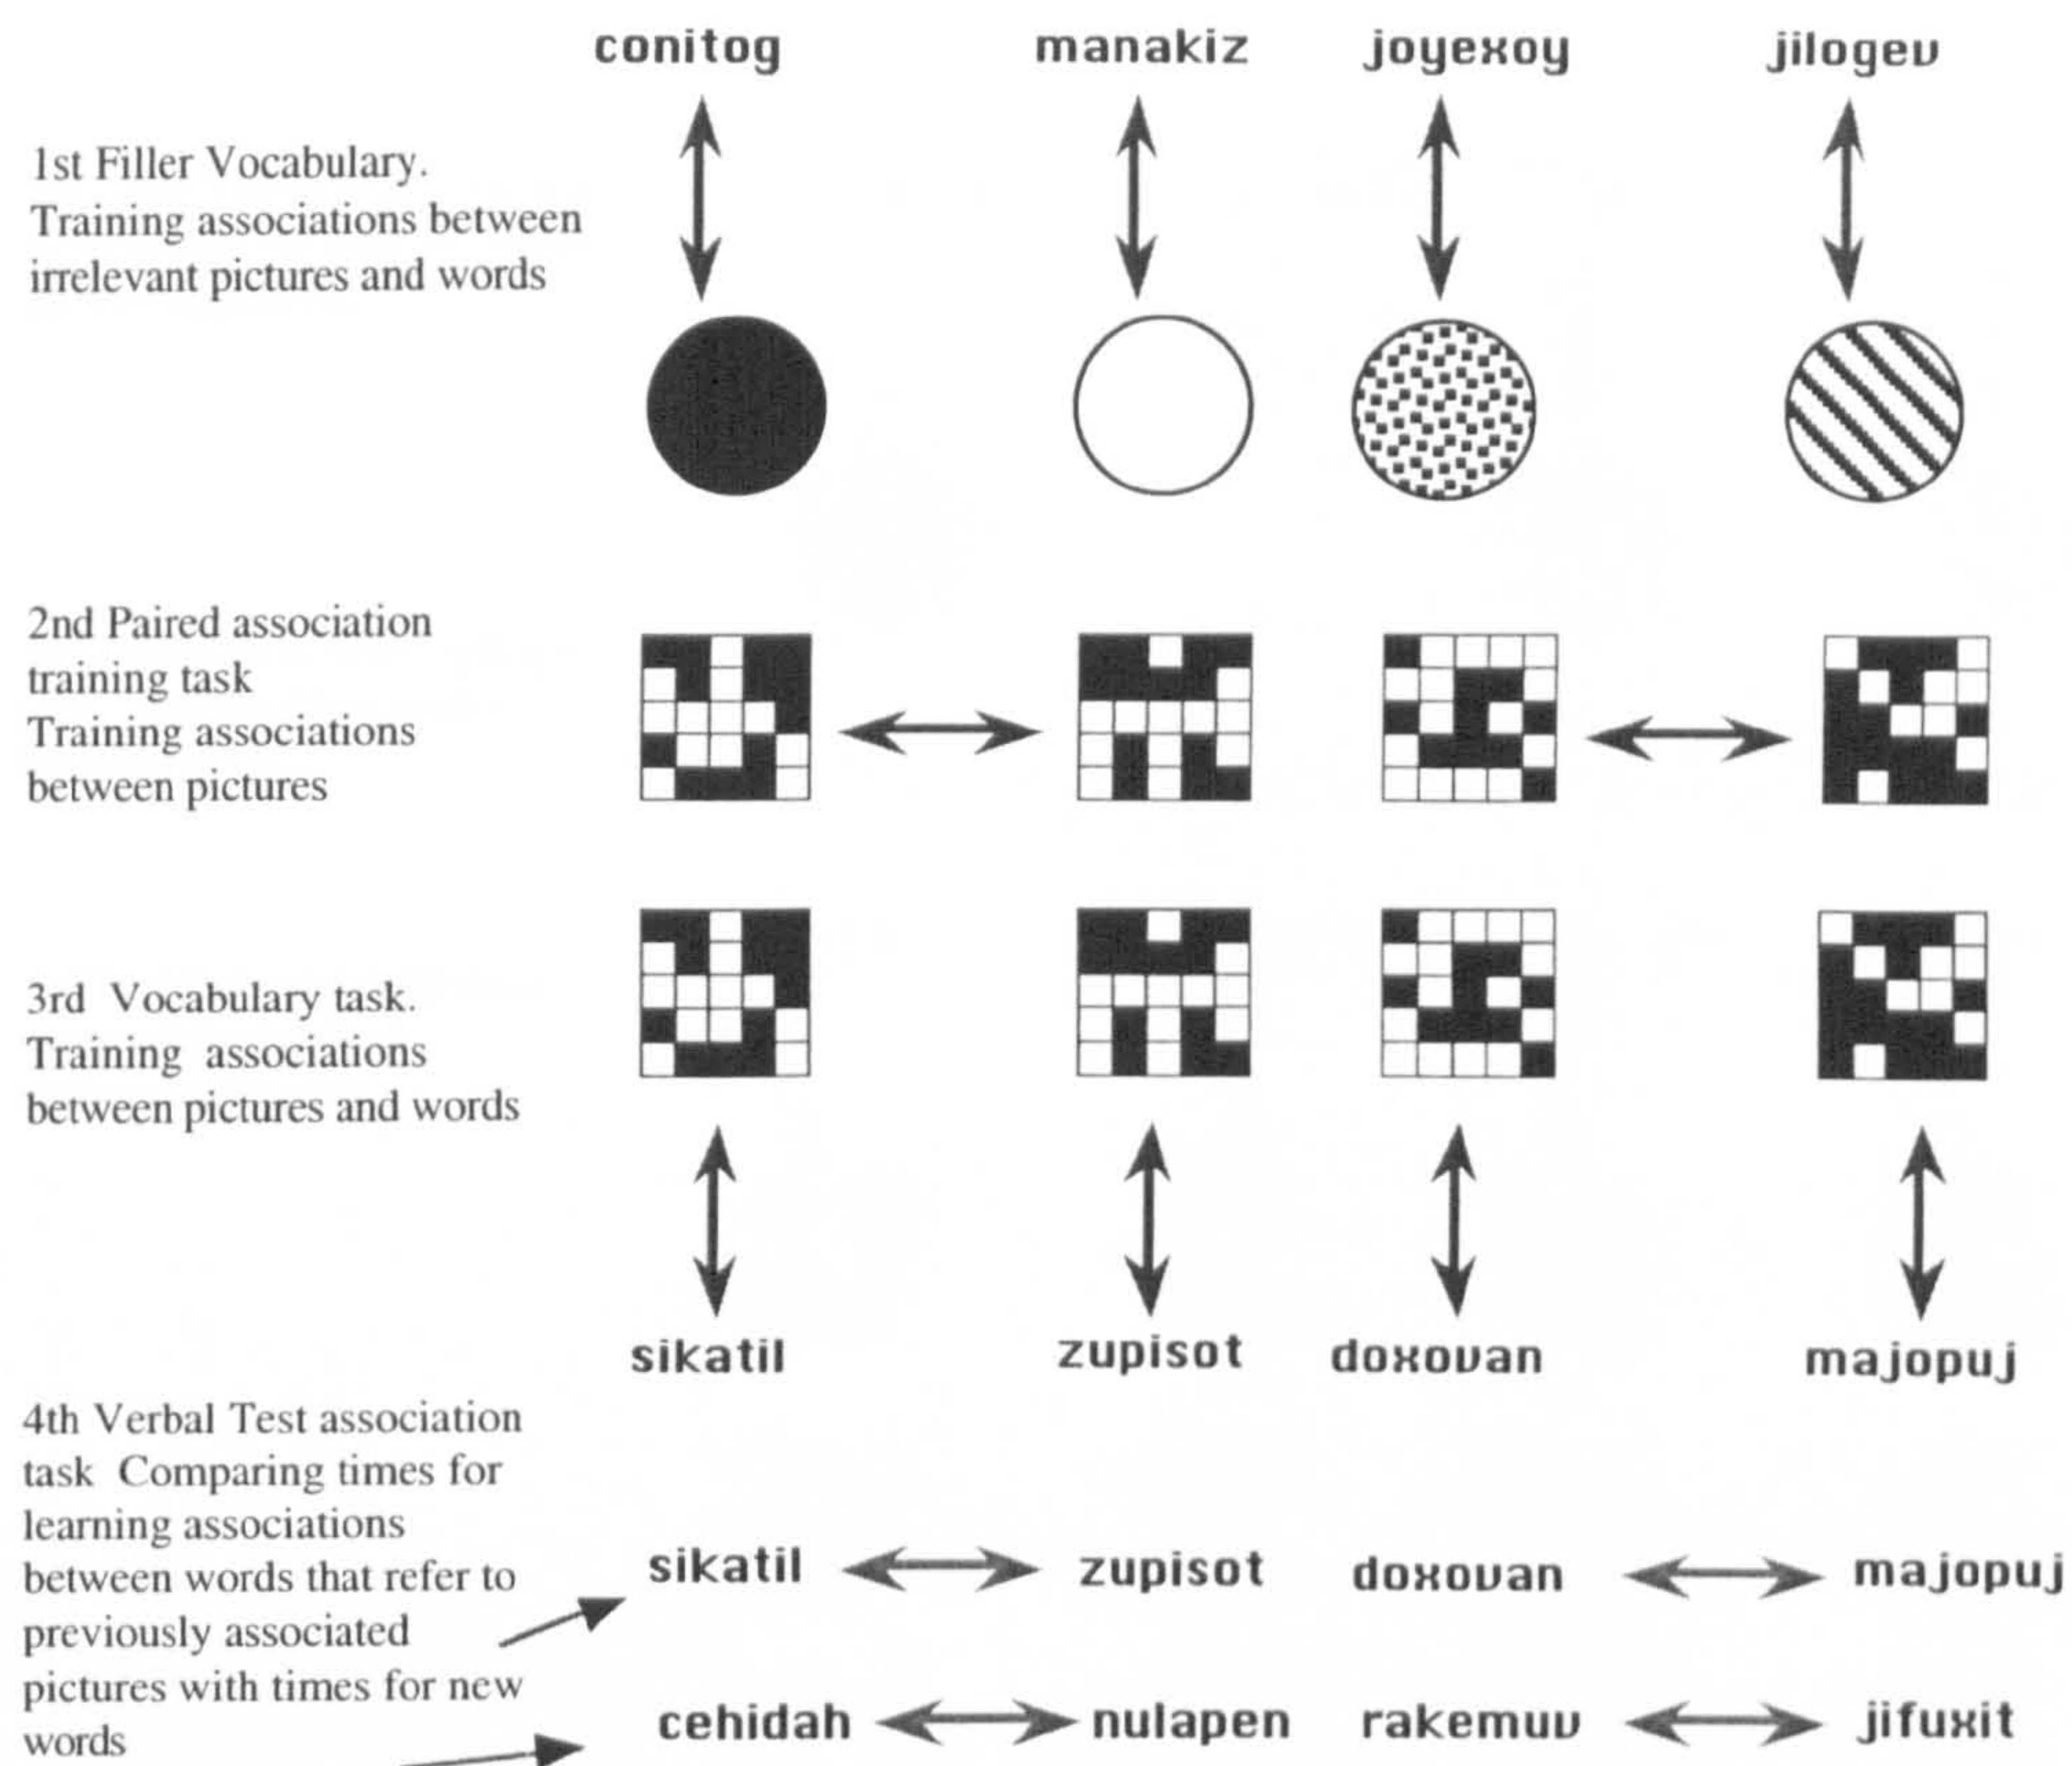 conitog manakiz joyexoy jilogev
1st Filler Vocabulary.
Training associations between
irrelevant pictures and words
2nd Paired association
training task
Training associations
between pictures
3rd Vocabulary task.
Training associations
between pictures and words
sikatil zupisot doxovan majopuj
4th Verbal Test association
task Comparing times for
learning associations
between words that refer to
previously associated
pictures with times for new
words
sikatil zupisot doxovan majopuj
cehidah nulapen rakemuv jifuxit